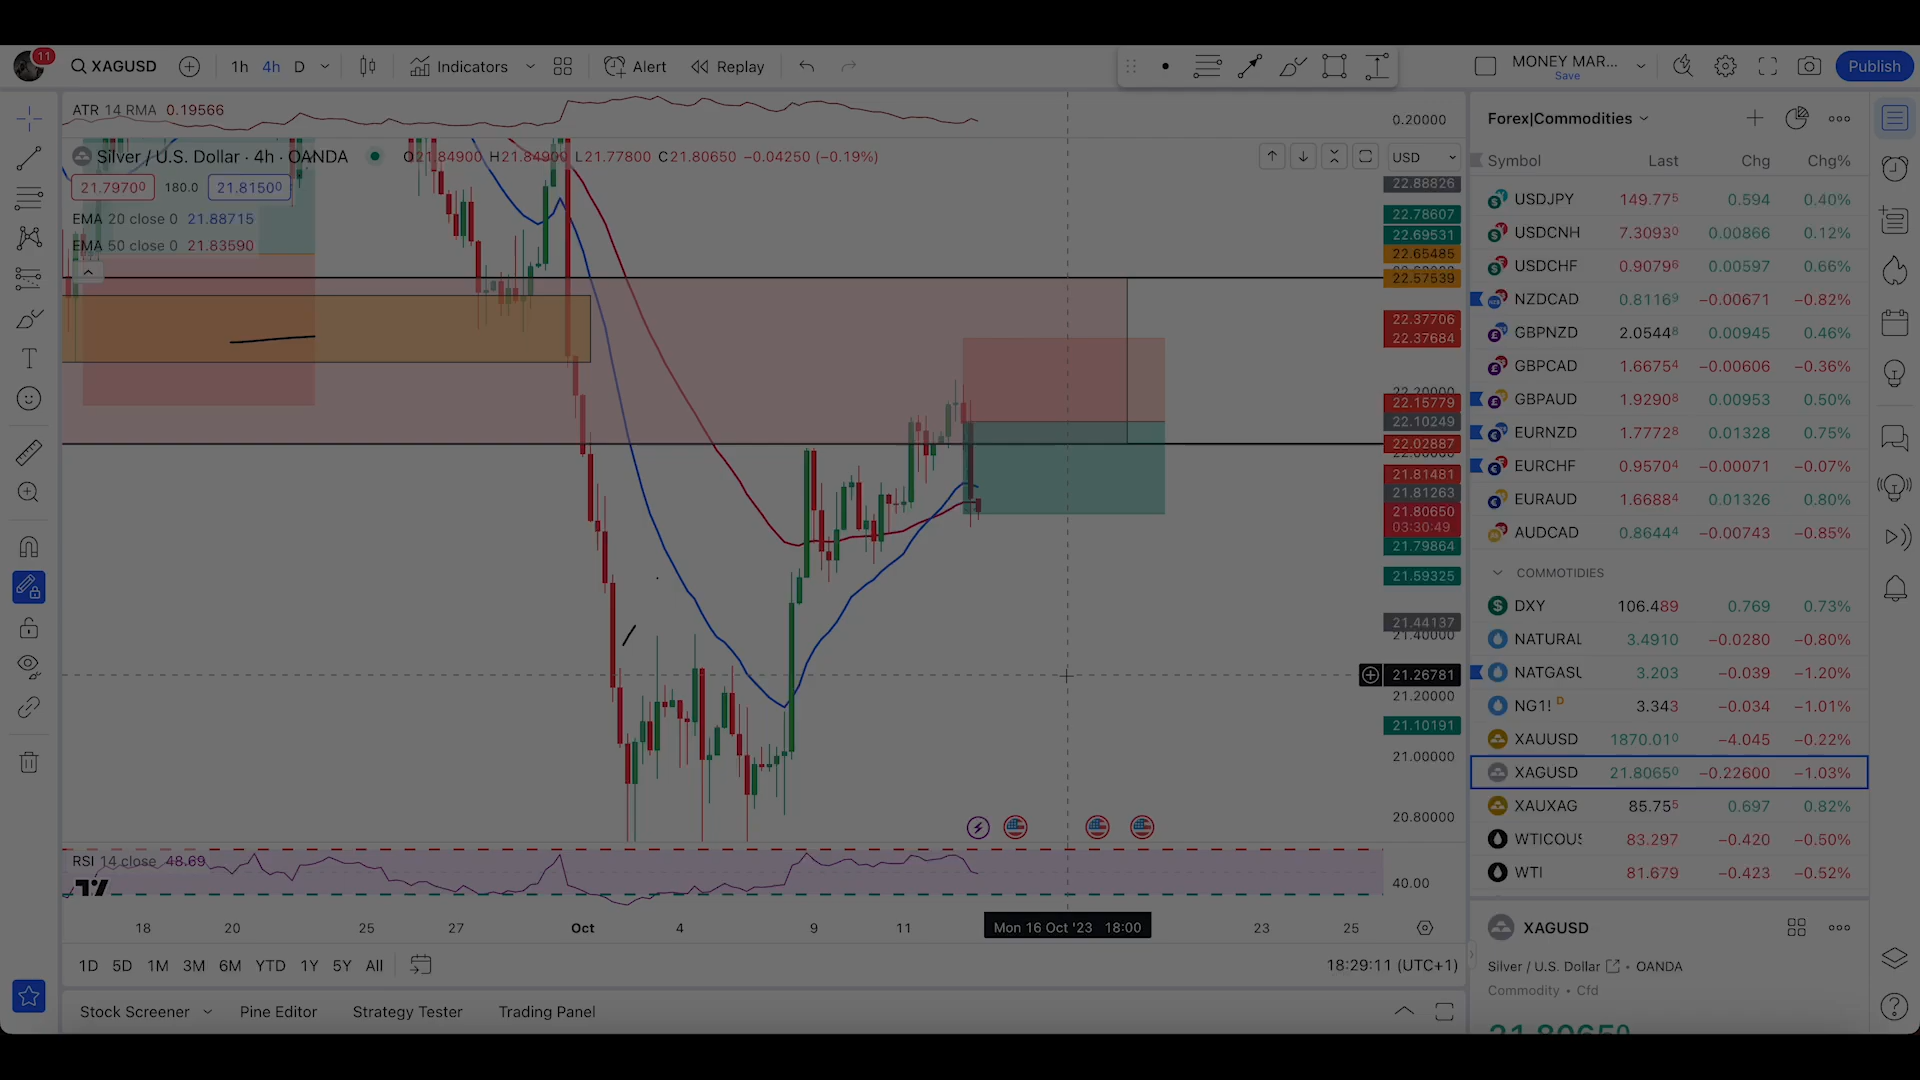 11
XAGUSD
1h 4h D
Indicators
Alert
Replay
MONEY MAR...
Save
Publish
ATR 14 RMA 0.19566
0.20000
Silver / U.S. Dollar · 4h · OANDA
O21.84900 H21.84900 L21.77800 C21.80650 −0.04250 (−0.19%)
USD
21.79700 180.0 21.81500
EMA 20 close 0 21.88715
EMA 50 close 0 21.83590
22.88826
22.78607
22.69531
22.65485
22.57539
22.37706
22.37684
22.20000
22.15779
22.10249
22.02887
21.81481
21.81263
21.80650
03:30:49
21.79864
21.59325
21.44137
21.40000
21.26781
21.20000
21.10191
21.00000
20.80000
RSI 14 close 48.69
40.00
18 20 25 27 Oct 4 9 11 Mon 16 Oct '23 18:00 23 25
1D 5D 1M 3M 6M YTD 1Y 5Y All
18:29:11 (UTC+1)
Stock Screener
Pine Editor
Strategy Tester
Trading Panel
Forex|Commodities
Symbol Last Chg Chg%
USDJPY 149.775 0.594 0.40%
USDCNH 7.30930 0.00866 0.12%
USDCHF 0.90796 0.00597 0.66%
NZDCAD 0.81169 −0.00671 −0.82%
GBPNZD 2.05448 0.00945 0.46%
GBPCAD 1.66754 −0.00606 −0.36%
GBPAUD 1.92908 0.00953 0.50%
EURNZD 1.77728 0.01328 0.75%
EURCHF 0.95704 −0.00071 −0.07%
EURAUD 1.66884 0.01326 0.80%
AUDCAD 0.86444 −0.00743 −0.85%
COMMOTIDIES
DXY 106.489 0.769 0.73%
NATURAL 3.4910 −0.0280 −0.80%
NATGASU 3.203 −0.039 −1.20%
NG1! D 3.343 −0.034 −1.01%
XAUUSD 1870.010 −4.045 −0.22%
XAGUSD 21.80650 −0.22600 −1.03%
XAUXAG 85.755 0.697 0.82%
WTICOUS 83.297 −0.420 −0.50%
WTI 81.679 −0.423 −0.52%
XAGUSD
Silver / U.S. Dollar • OANDA
Commodity • Cfd
21.80650